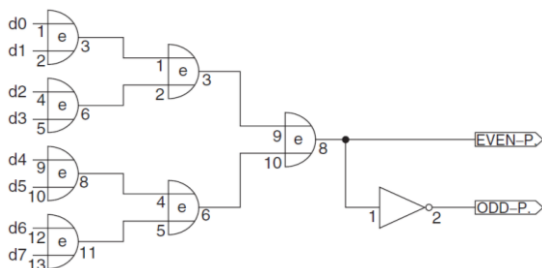 d0 1 e 3
d1 2
d2 4 e 6
d3 5
1 e 3
2
d4 9 e 8
d5 10
d6 12 e 11
d7 13
4 e 6
5
9 e 8
10
EVEN–P.
1 2 ODD–P.